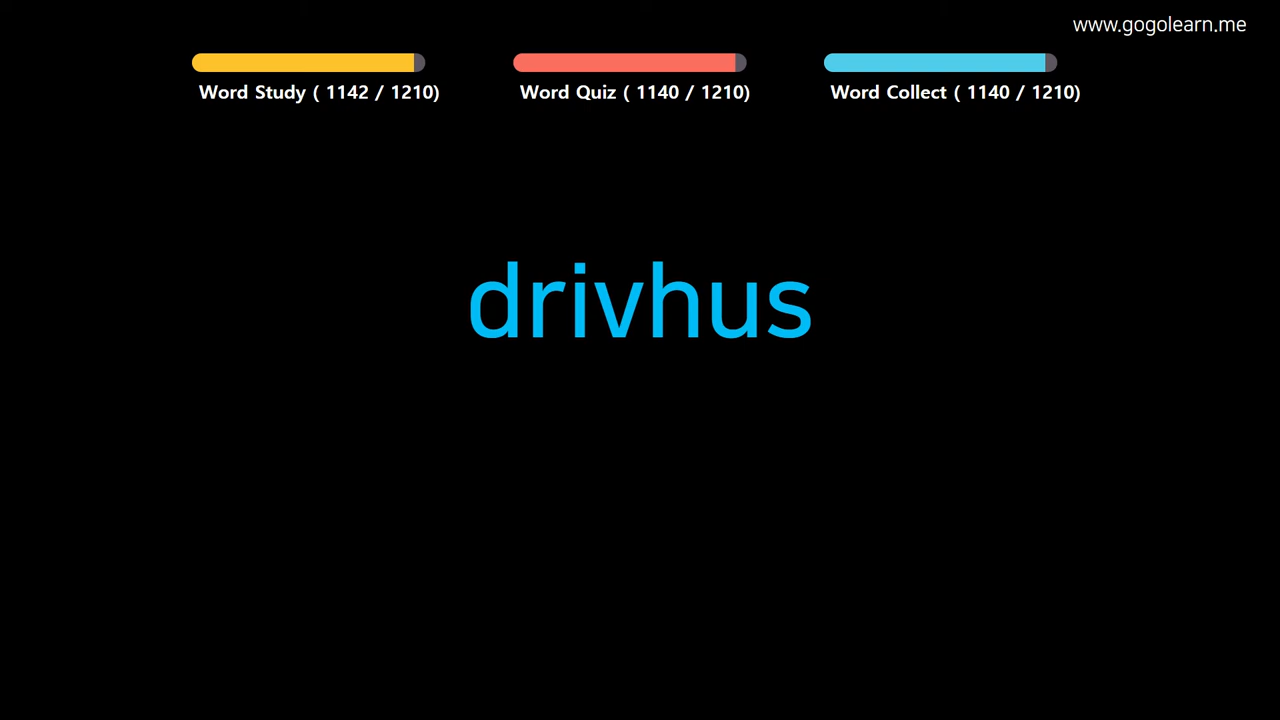 www.gogolearn.me
Word Study ( 1142 / 1210)
Word Quiz ( 1140 / 1210)
Word Collect ( 1140 / 1210)
drivhus